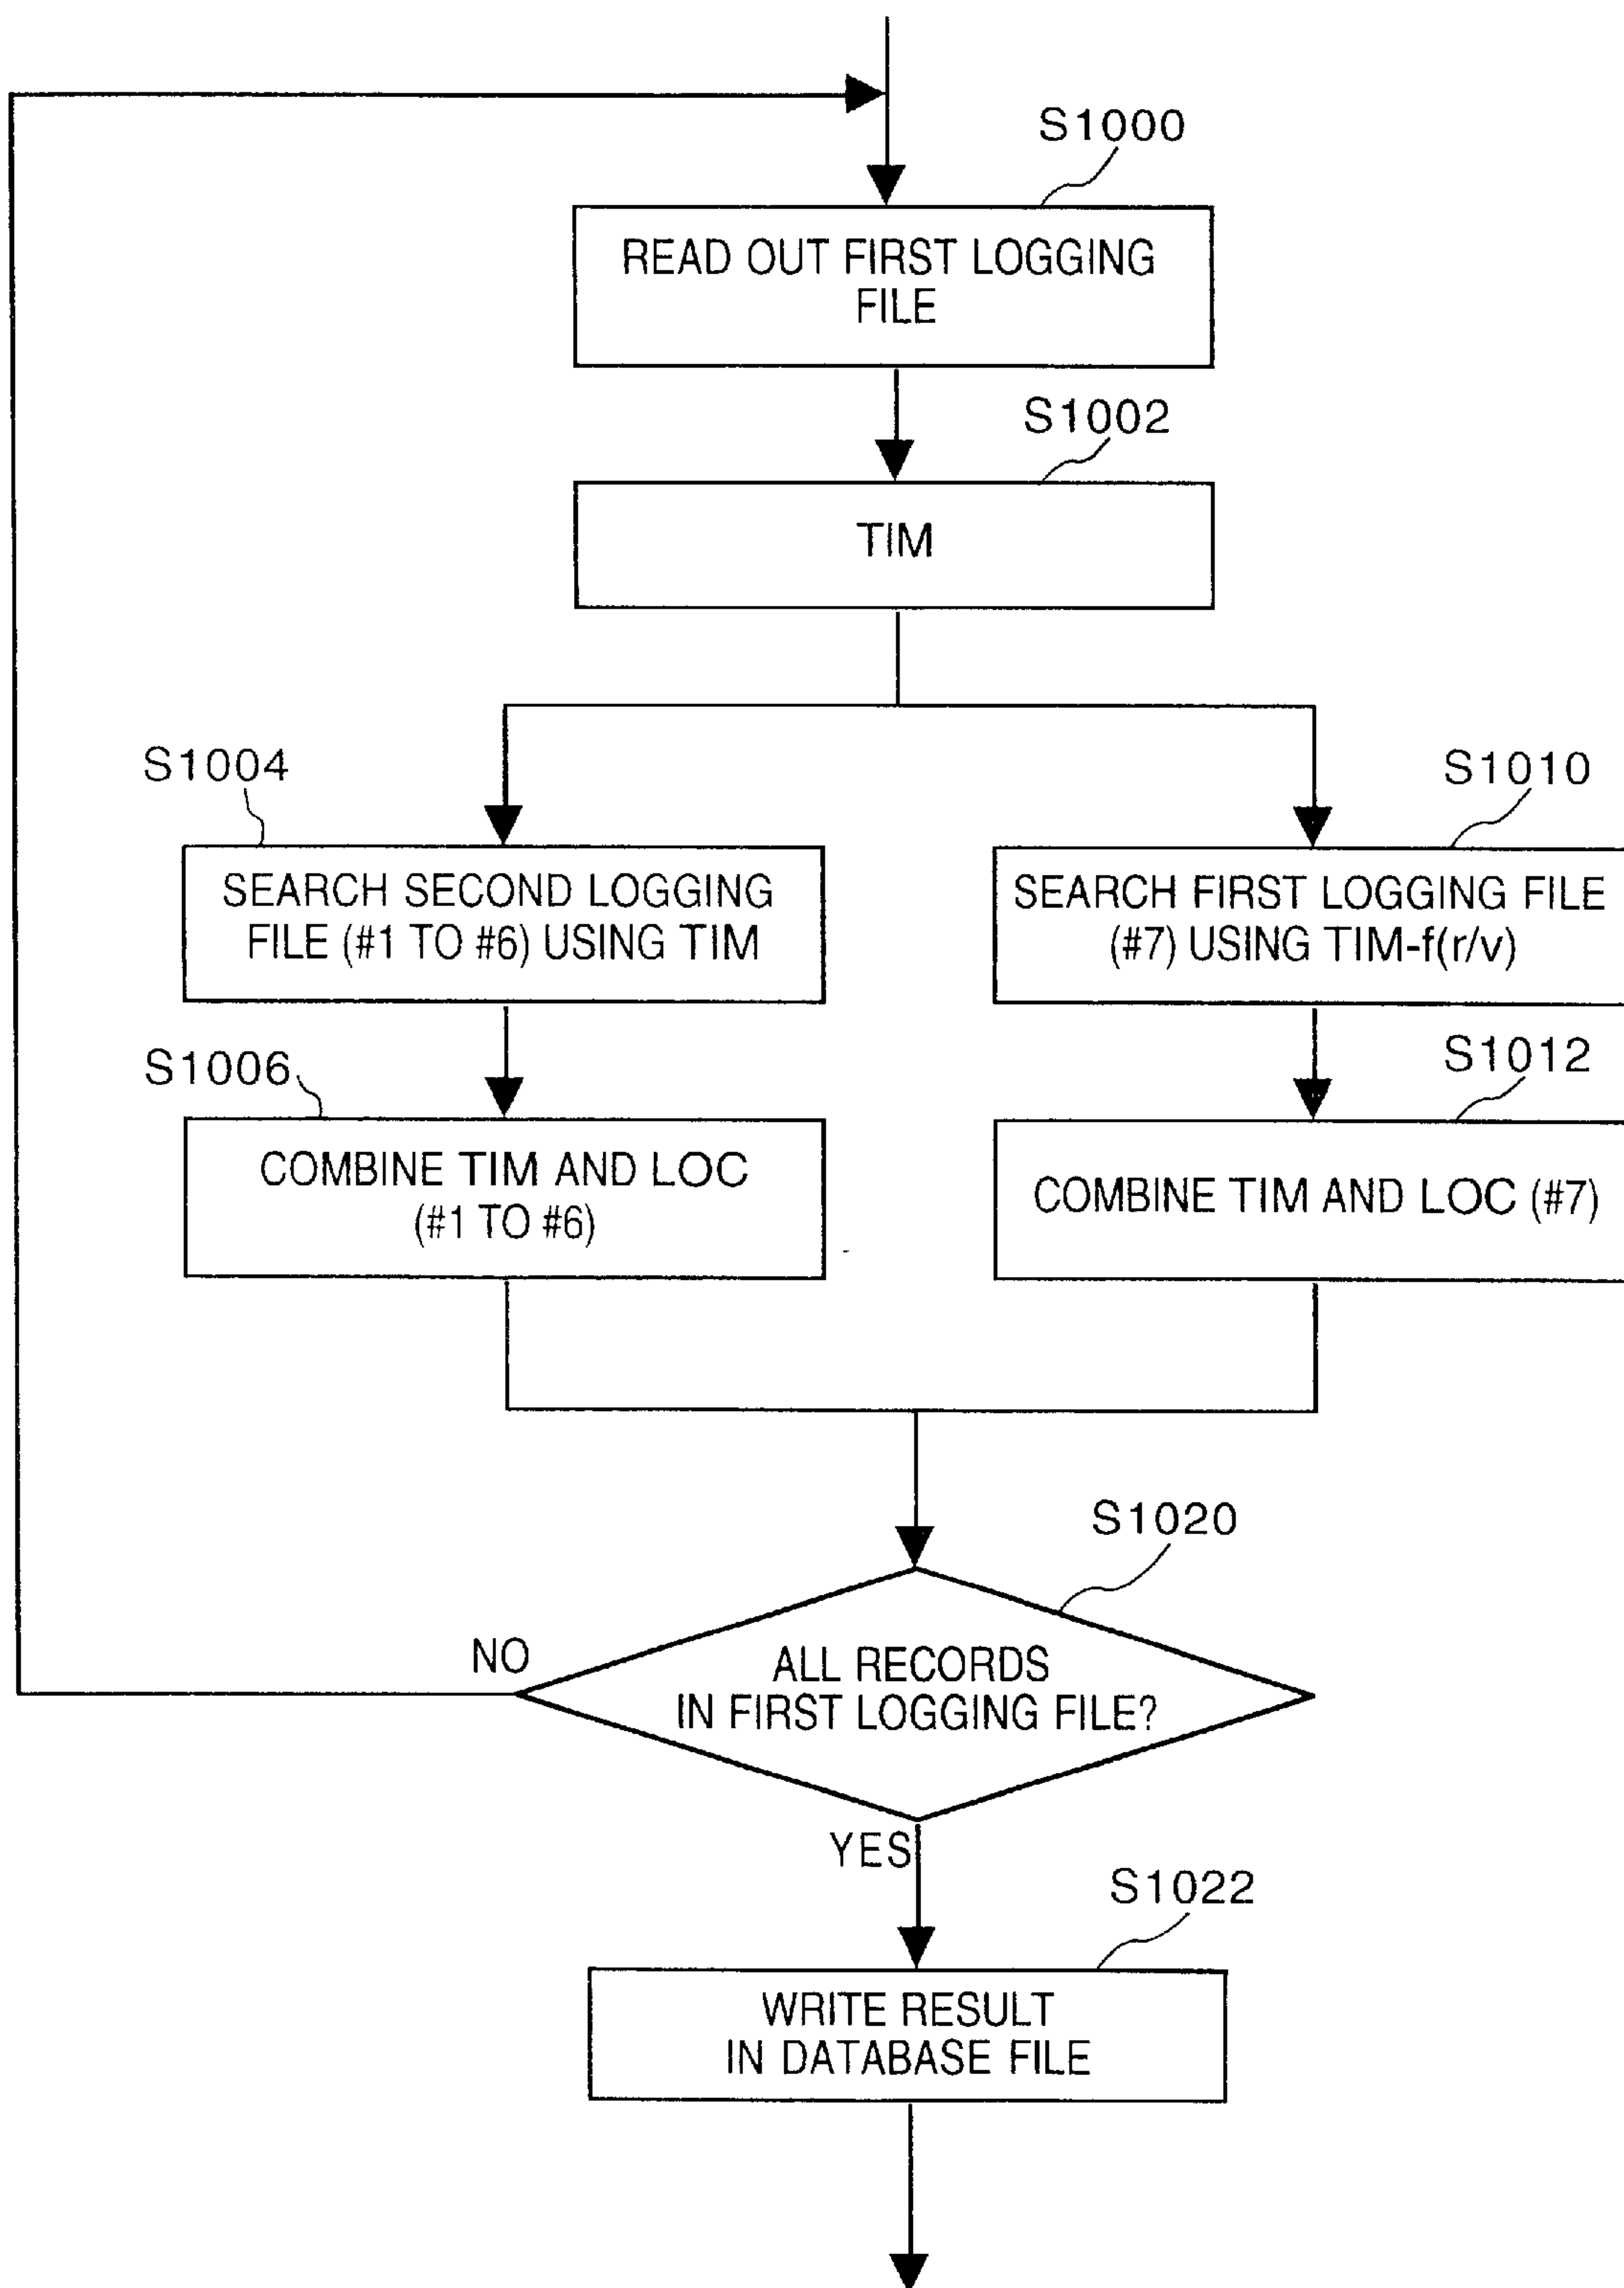 S1000
READ OUT FIRST LOGGING
FILE
S1002
TIM
S1004
SEARCH SECOND LOGGING
FILE (#1 TO #6) USING TIM
S1010
SEARCH FIRST LOGGING FILE
(#7) USING TIM-f(r/v)
S1006
COMBINE TIM AND LOC
(#1 TO #6)
S1012
COMBINE TIM AND LOC (#7)
S1020
ALL RECORDS
IN FIRST LOGGING FILE?
NO
YES
S1022
WRITE RESULT
IN DATABASE FILE